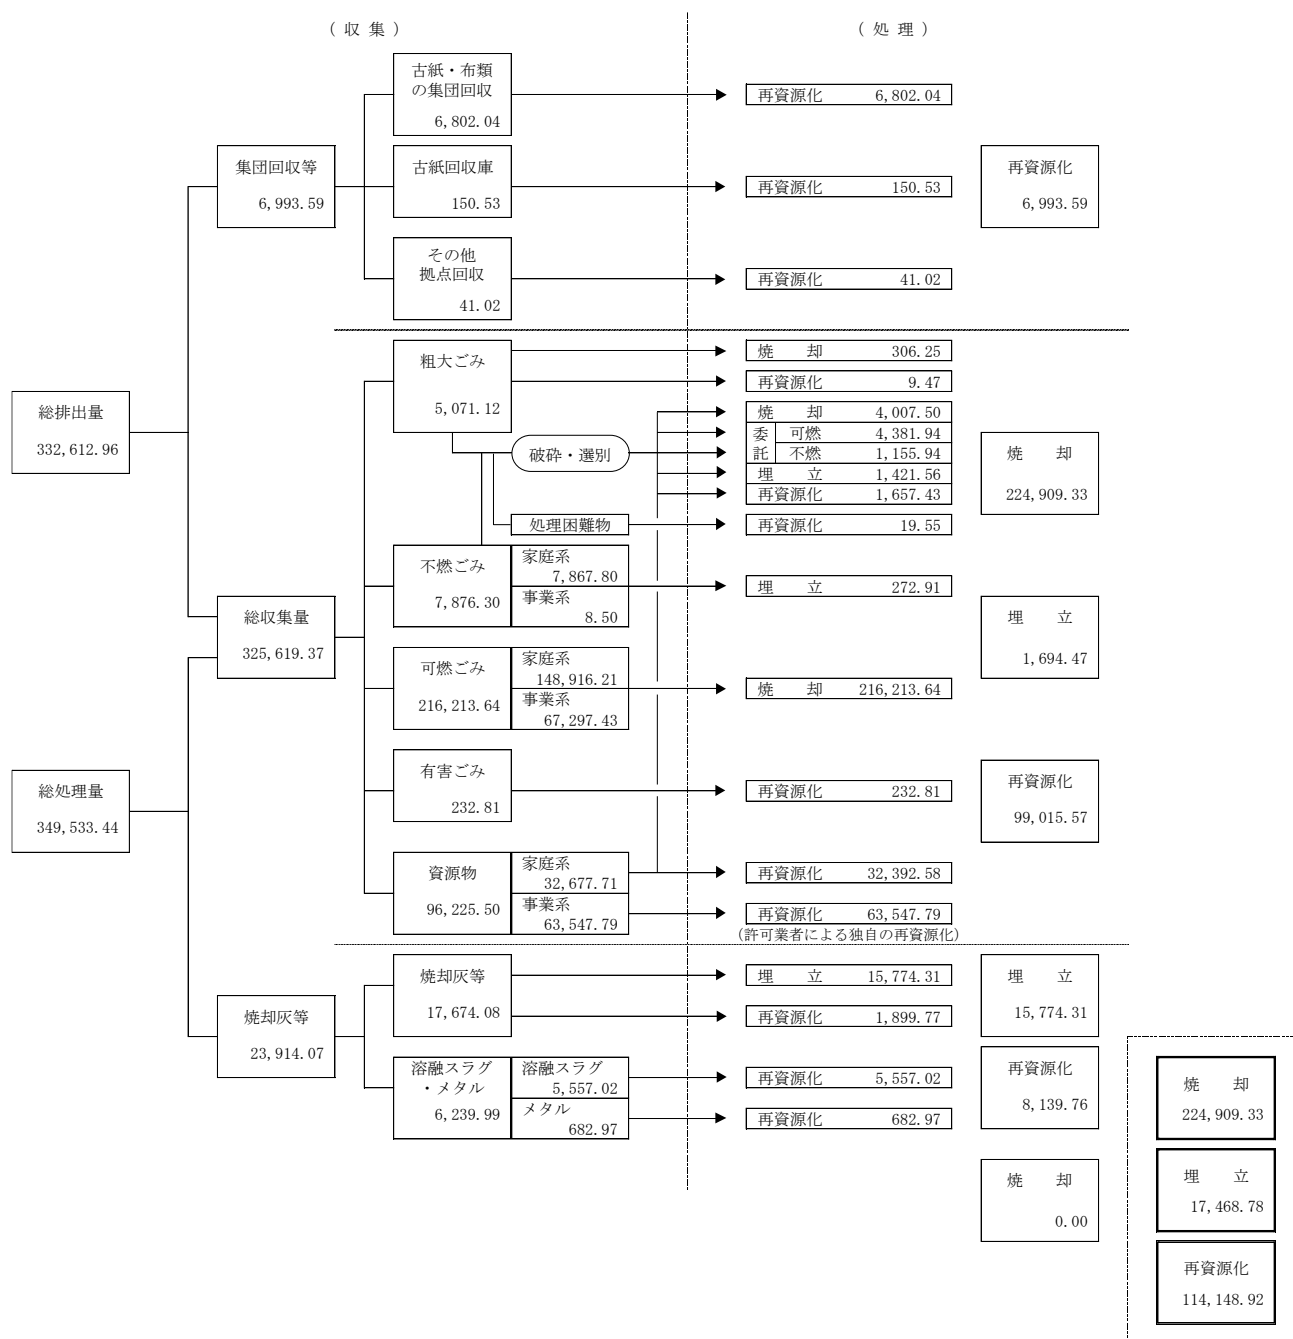 （ 収 集 ）
（ 処 理 ）
古紙・布類
の集団回収
6,802.04
再資源化 6,802.04
集団回収等
6,993.59
古紙回収庫
150.53
再資源化 150.53
再資源化
6,993.59
その他
拠点回収
41.02
再資源化 41.02
粗大ごみ
5,071.12
焼 却 306.25
再資源化 9.47
総排出量
332,612.96
破砕・選別
焼 却 4,007.50
委託 可燃 4,381.94
不燃 1,155.94
埋 立 1,421.56
再資源化 1,657.43
焼 却
224,909.33
処理困難物
再資源化 19.55
不燃ごみ
7,876.30
家庭系
7,867.80
事業系
8.50
埋 立 272.91
総収集量
325,619.37
埋 立
1,694.47
可燃ごみ
216,213.64
家庭系
148,916.21
事業系
67,297.43
焼 却 216,213.64
総処理量
349,533.44
有害ごみ
232.81
再資源化 232.81
再資源化
99,015.57
資源物
96,225.50
家庭系
32,677.71
事業系
63,547.79
再資源化 32,392.58
再資源化 63,547.79
(許可業者による独自の再資源化)
焼却灰等
23,914.07
焼却灰等
17,674.08
埋 立 15,774.31
再資源化 1,899.77
埋 立
15,774.31
溶融スラグ
・メタル
6,239.99
溶融スラグ
5,557.02
メタル
682.97
再資源化 5,557.02
再資源化 682.97
再資源化
8,139.76
焼 却
0.00
焼 却
224,909.33
埋 立
17,468.78
再資源化
114,148.92